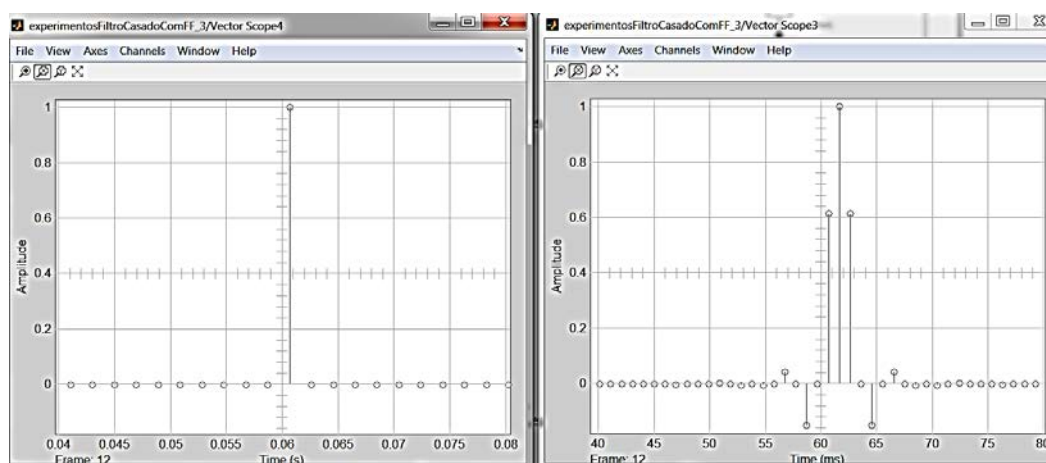 experimentosFiltroCasadoComFF_3/Vector Scope4
File View Axes Channels Window Help
1
0.8
0.6
0.4
0.2
0
Amplitude
0.04 0.045 0.05 0.055 0.06 0.065 0.07 0.075 0.08
Frame: 12 Time (s)
experimentosFiltroCasadoComFF_3/Vector Scope3
File View Axes Channels Window Help
1
0.8
0.6
0.4
0.2
0
Amplitude
40 45 50 55 60 65 70 75 80
Frame: 12 Time (ms)